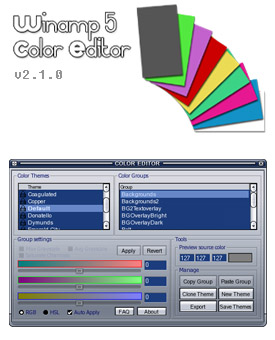 Winamp 5
Color Editor
v2.1.0
COLOR EDITOR
Color Themes
Color Groups
Theme
Group
Coagulated
Backgrounds
Copper
Backgrounds2
Default
BG2Textoverlay
Donatello
BGOverlayBright
Dymunds
BGOverlayDark
Group settings
Tools
Apply
Revert
Preview source color
0
127 127 127
Manage
0
Copy Group
Paste Group
Clone Theme
New Theme
0
Export
Save Themes
RGB
HSL
Auto Apply
FAQ
About